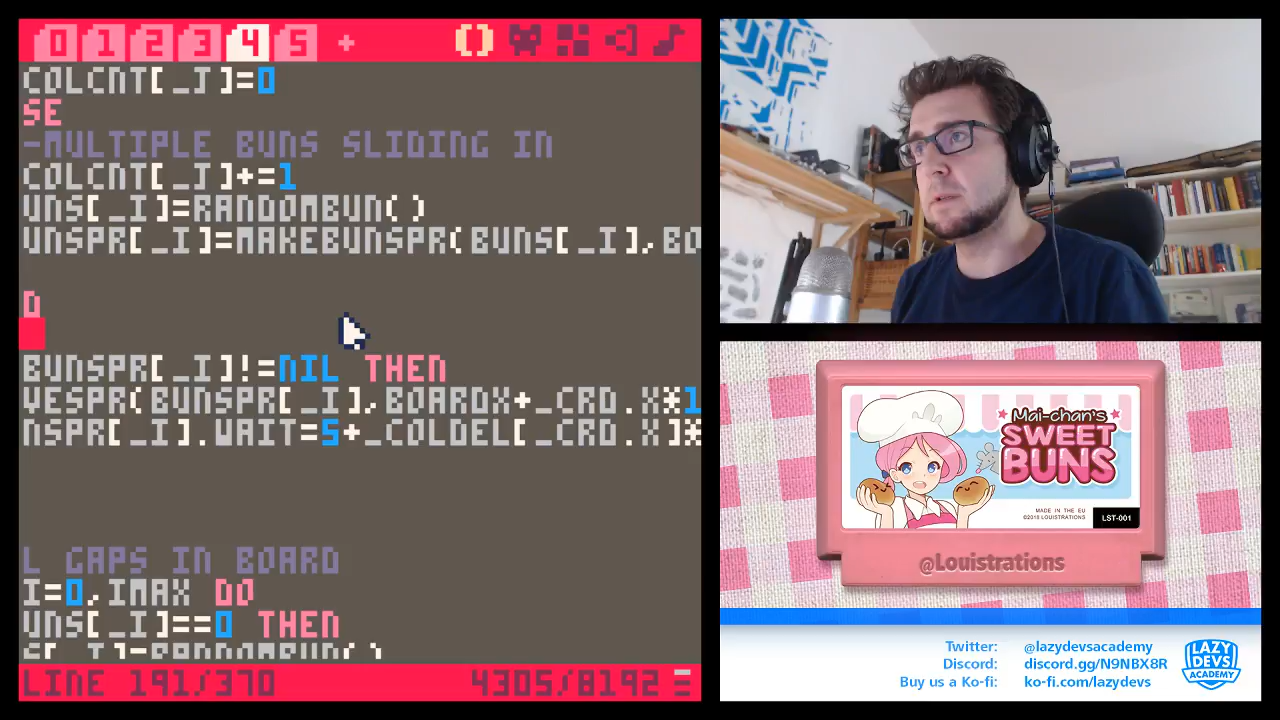 0 1 2 3 4 5 +
COLCNT[_I]=0
SE
-MULTIPLE BUNS SLIDING IN
COLCNT[_I]+=1
UNS[_I]=RANDOMBUN()
UNSPR[_I]=MAKEBUNSPR(BUNS[_I],BO
D
BUNSPR[_I]!=NIL THEN
VESPR(BUNSPR[_I],BOARDX+_CRD.X*1
NSPR[_I].WAIT=5+_COLDEL[_CRD.X]*
L GAPS IN BOARD
I=0,IMAX DO
UNS[_I]==0 THEN
S[_I]=RANDOMBUN()
LINE 191/370
4305/8192
Mai-chan's
SWEET
BUNS
MADE IN THE EU
©2018 LOUISTRATIONS
LST-001
@Louistrations
Twitter: @lazydevsacademy
Discord: discord.gg/N9NBX8R
Buy us a Ko-fi: ko-fi.com/lazydevs
LAZY
DEVS
ACADEMY